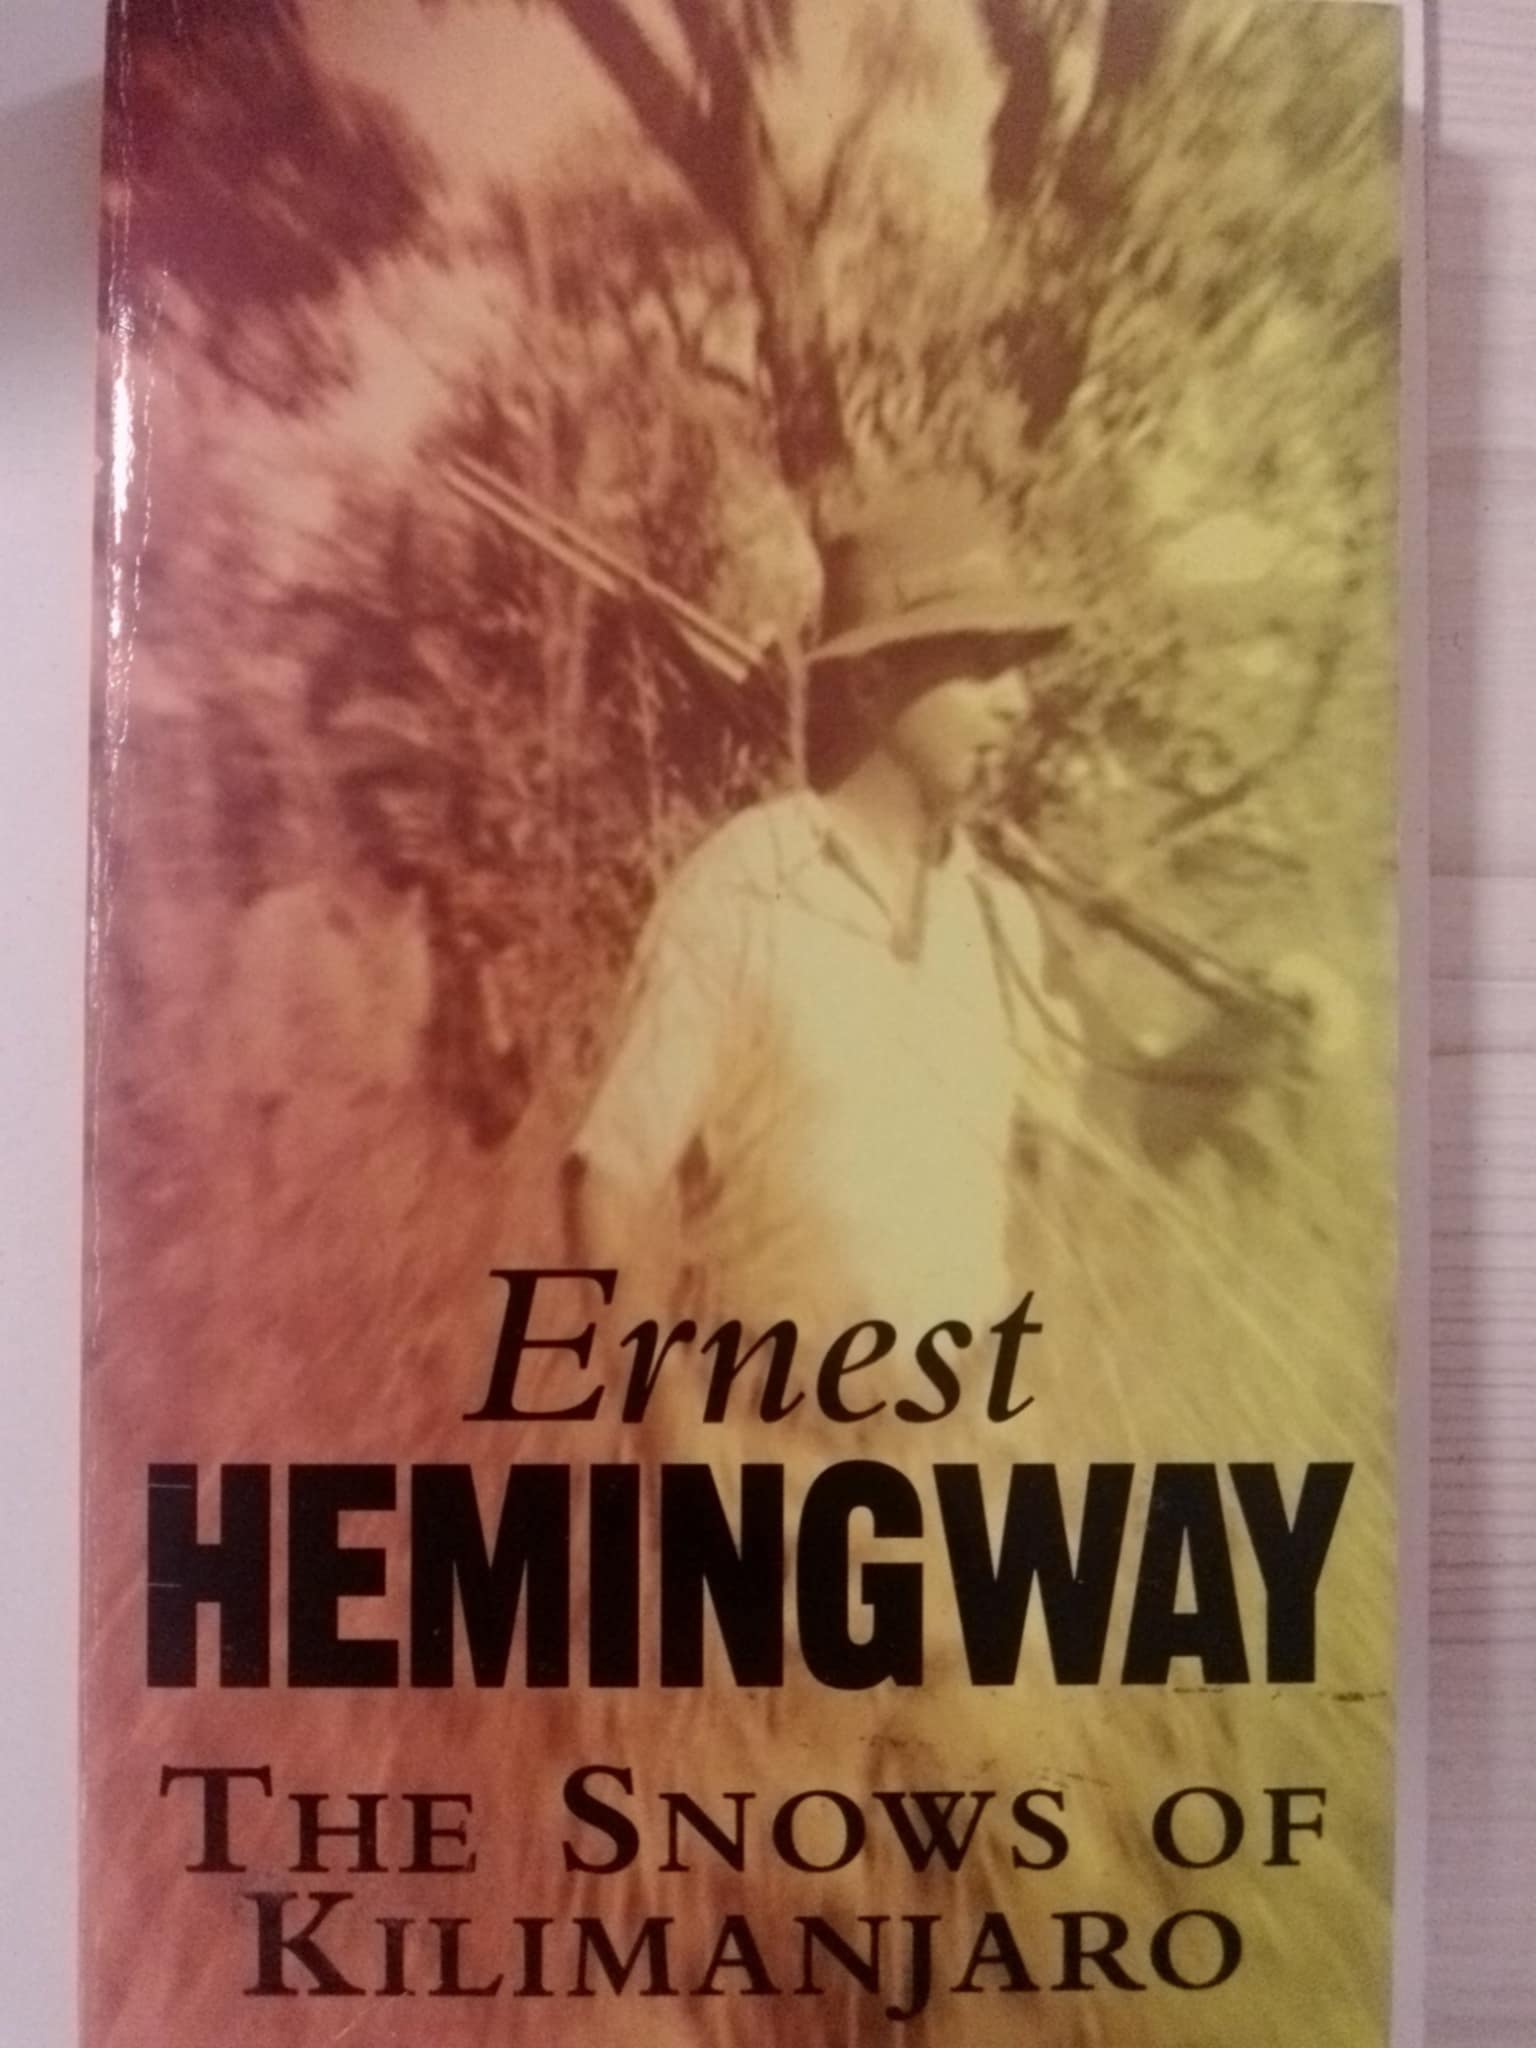 Ernest
HEMINGWAY
THE SNOWS OF
KILIMANJARO